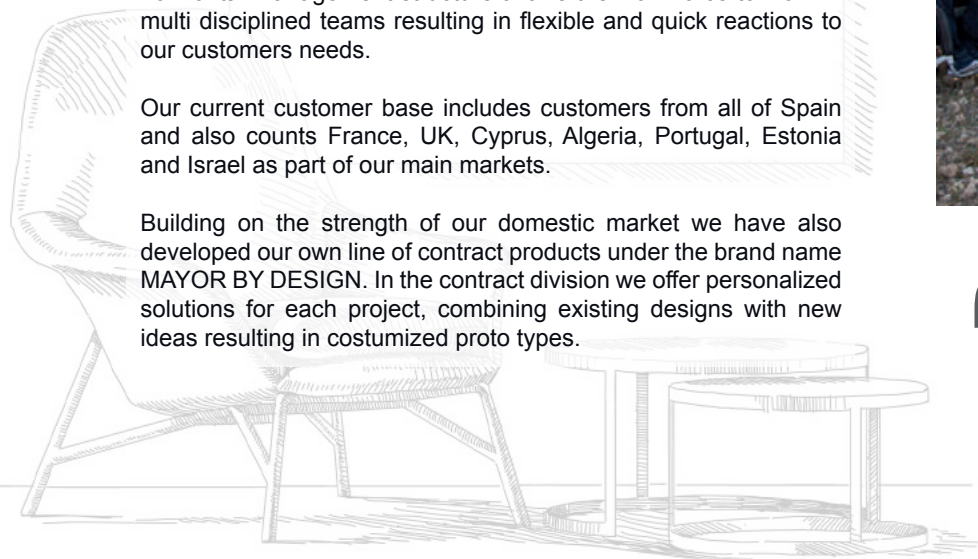 multi disciplined teams resulting in flexible and quick reactions to
our customers needs.
Our current customer base includes customers from all of Spain
and also counts France, UK, Cyprus, Algeria, Portugal, Estonia
and Israel as part of our main markets.
Building on the strength of our domestic market we have also
developed our own line of contract products under the brand name
MAYOR BY DESIGN. In the contract division we offer personalized
solutions for each project, combining existing designs with new
ideas resulting in costumized proto types.